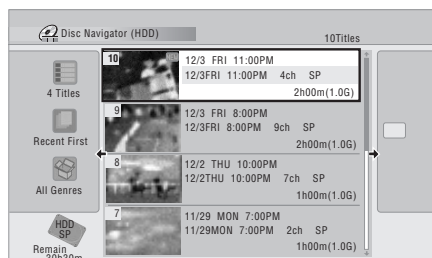 Disc Navigator (HDD)
10Titles
4 Titles
Recent First
All Genres
HDD
SP
Remain
30h30m
10
12/3 FRI 11:00PM
12/3FRI 11:00PM 4ch SP
2h00m(1.0G)
9
12/3 FRI 8:00PM
12/3FRI 8:00PM 9ch SP
2h00m(1.0G)
8
12/2 THU 10:00PM
12/2THU 10:00PM 7ch SP
1h00m(1.0G)
7
11/29 MON 7:00PM
11/29MON 7:00PM 2ch SP
1h00m(1.0G)